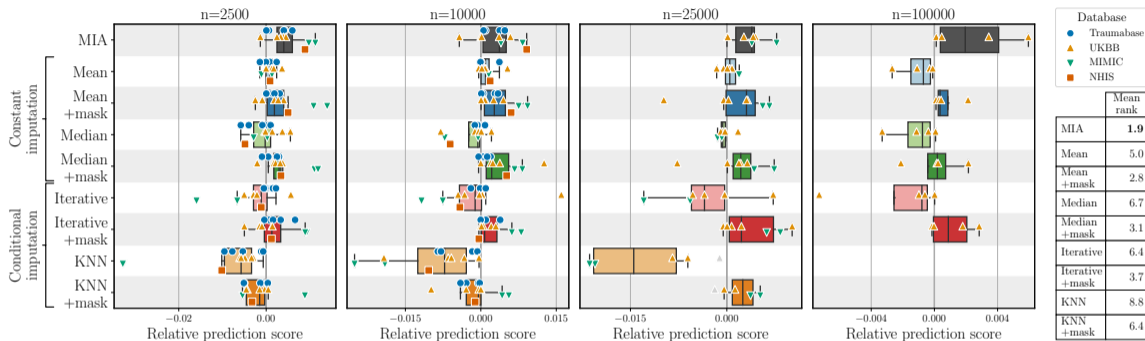 n=2500
n=10000
n=25000
n=100000
Database
Traumabase
UKBB
MIMIC
NHIS
Constant
imputation
Conditional
imputation
MIA
Mean
Mean
+mask
Median
Median
+mask
Iterative
Iterative
+mask
KNN
KNN
+mask
−0.02
0.00
−0.015
0.000
0.015
−0.015
0.000
−0.004
0.000
0.004
Relative prediction score
Relative prediction score
Relative prediction score
Relative prediction score
Mean
rank
MIA 1.9
Mean 5.0
Mean
+mask 2.8
Median 6.7
Median
+mask 3.1
Iterative 6.4
Iterative
+mask 3.7
KNN 8.8
KNN
+mask 6.4